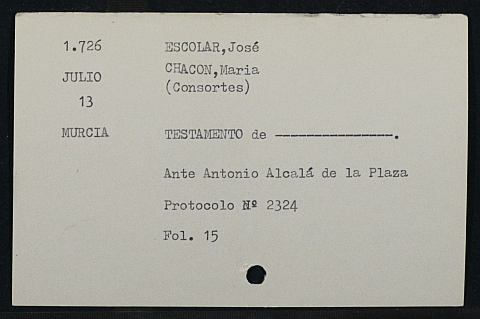 1.726 ESCOLAR,José
JULIO CHACON,Maria
13 (Consortes)
MURCIA TESTAMENTO de ---------------.
Ante Antonio Alcalá de la Plaza
Protocolo Nº 2324
Fol. 15